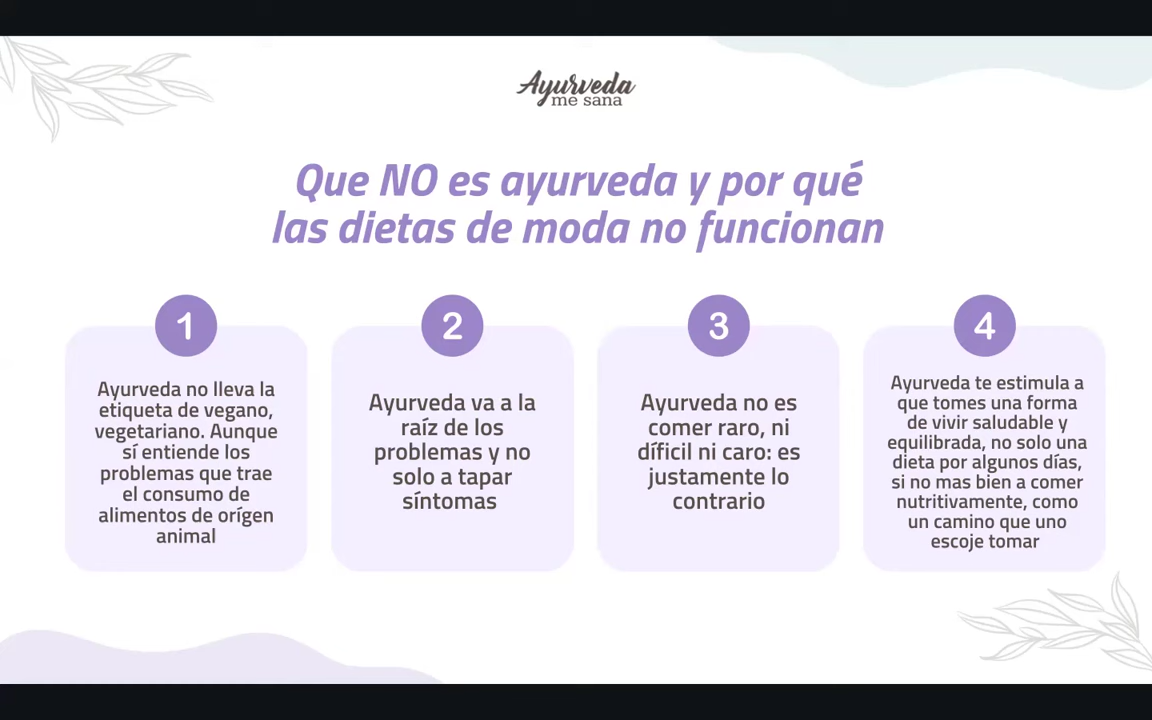 Ayurveda
me sana
Que NO es ayurveda y por qué
las dietas de moda no funcionan
1
Ayurveda no lleva la
etiqueta de vegano,
vegetariano. Aunque
sí entiende los
problemas que trae
el consumo de
alimentos de orígen
animal
2
Ayurveda va a la
raíz de los
problemas y no
solo a tapar
síntomas
3
Ayurveda no es
comer raro, ni
díficil ni caro: es
justamente lo
contrario
4
Ayurveda te estimula a
que tomes una forma
de vivir saludable y
equilibrada, no solo una
dieta por algunos días,
si no mas bien a comer
nutritivamente, como
un camino que uno
escoje tomar